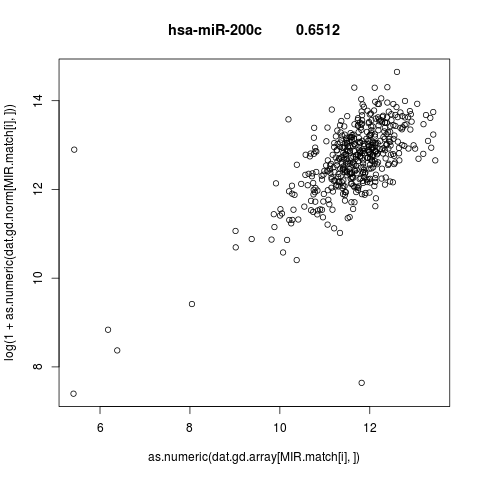 hsa-miR-200c 0.6512
log(1 + as.numeric(dat.gd.norm[MIR.match[i], ]))
14
12
10
8
6 8 10 12
as.numeric(dat.gd.array[MIR.match[i], ])